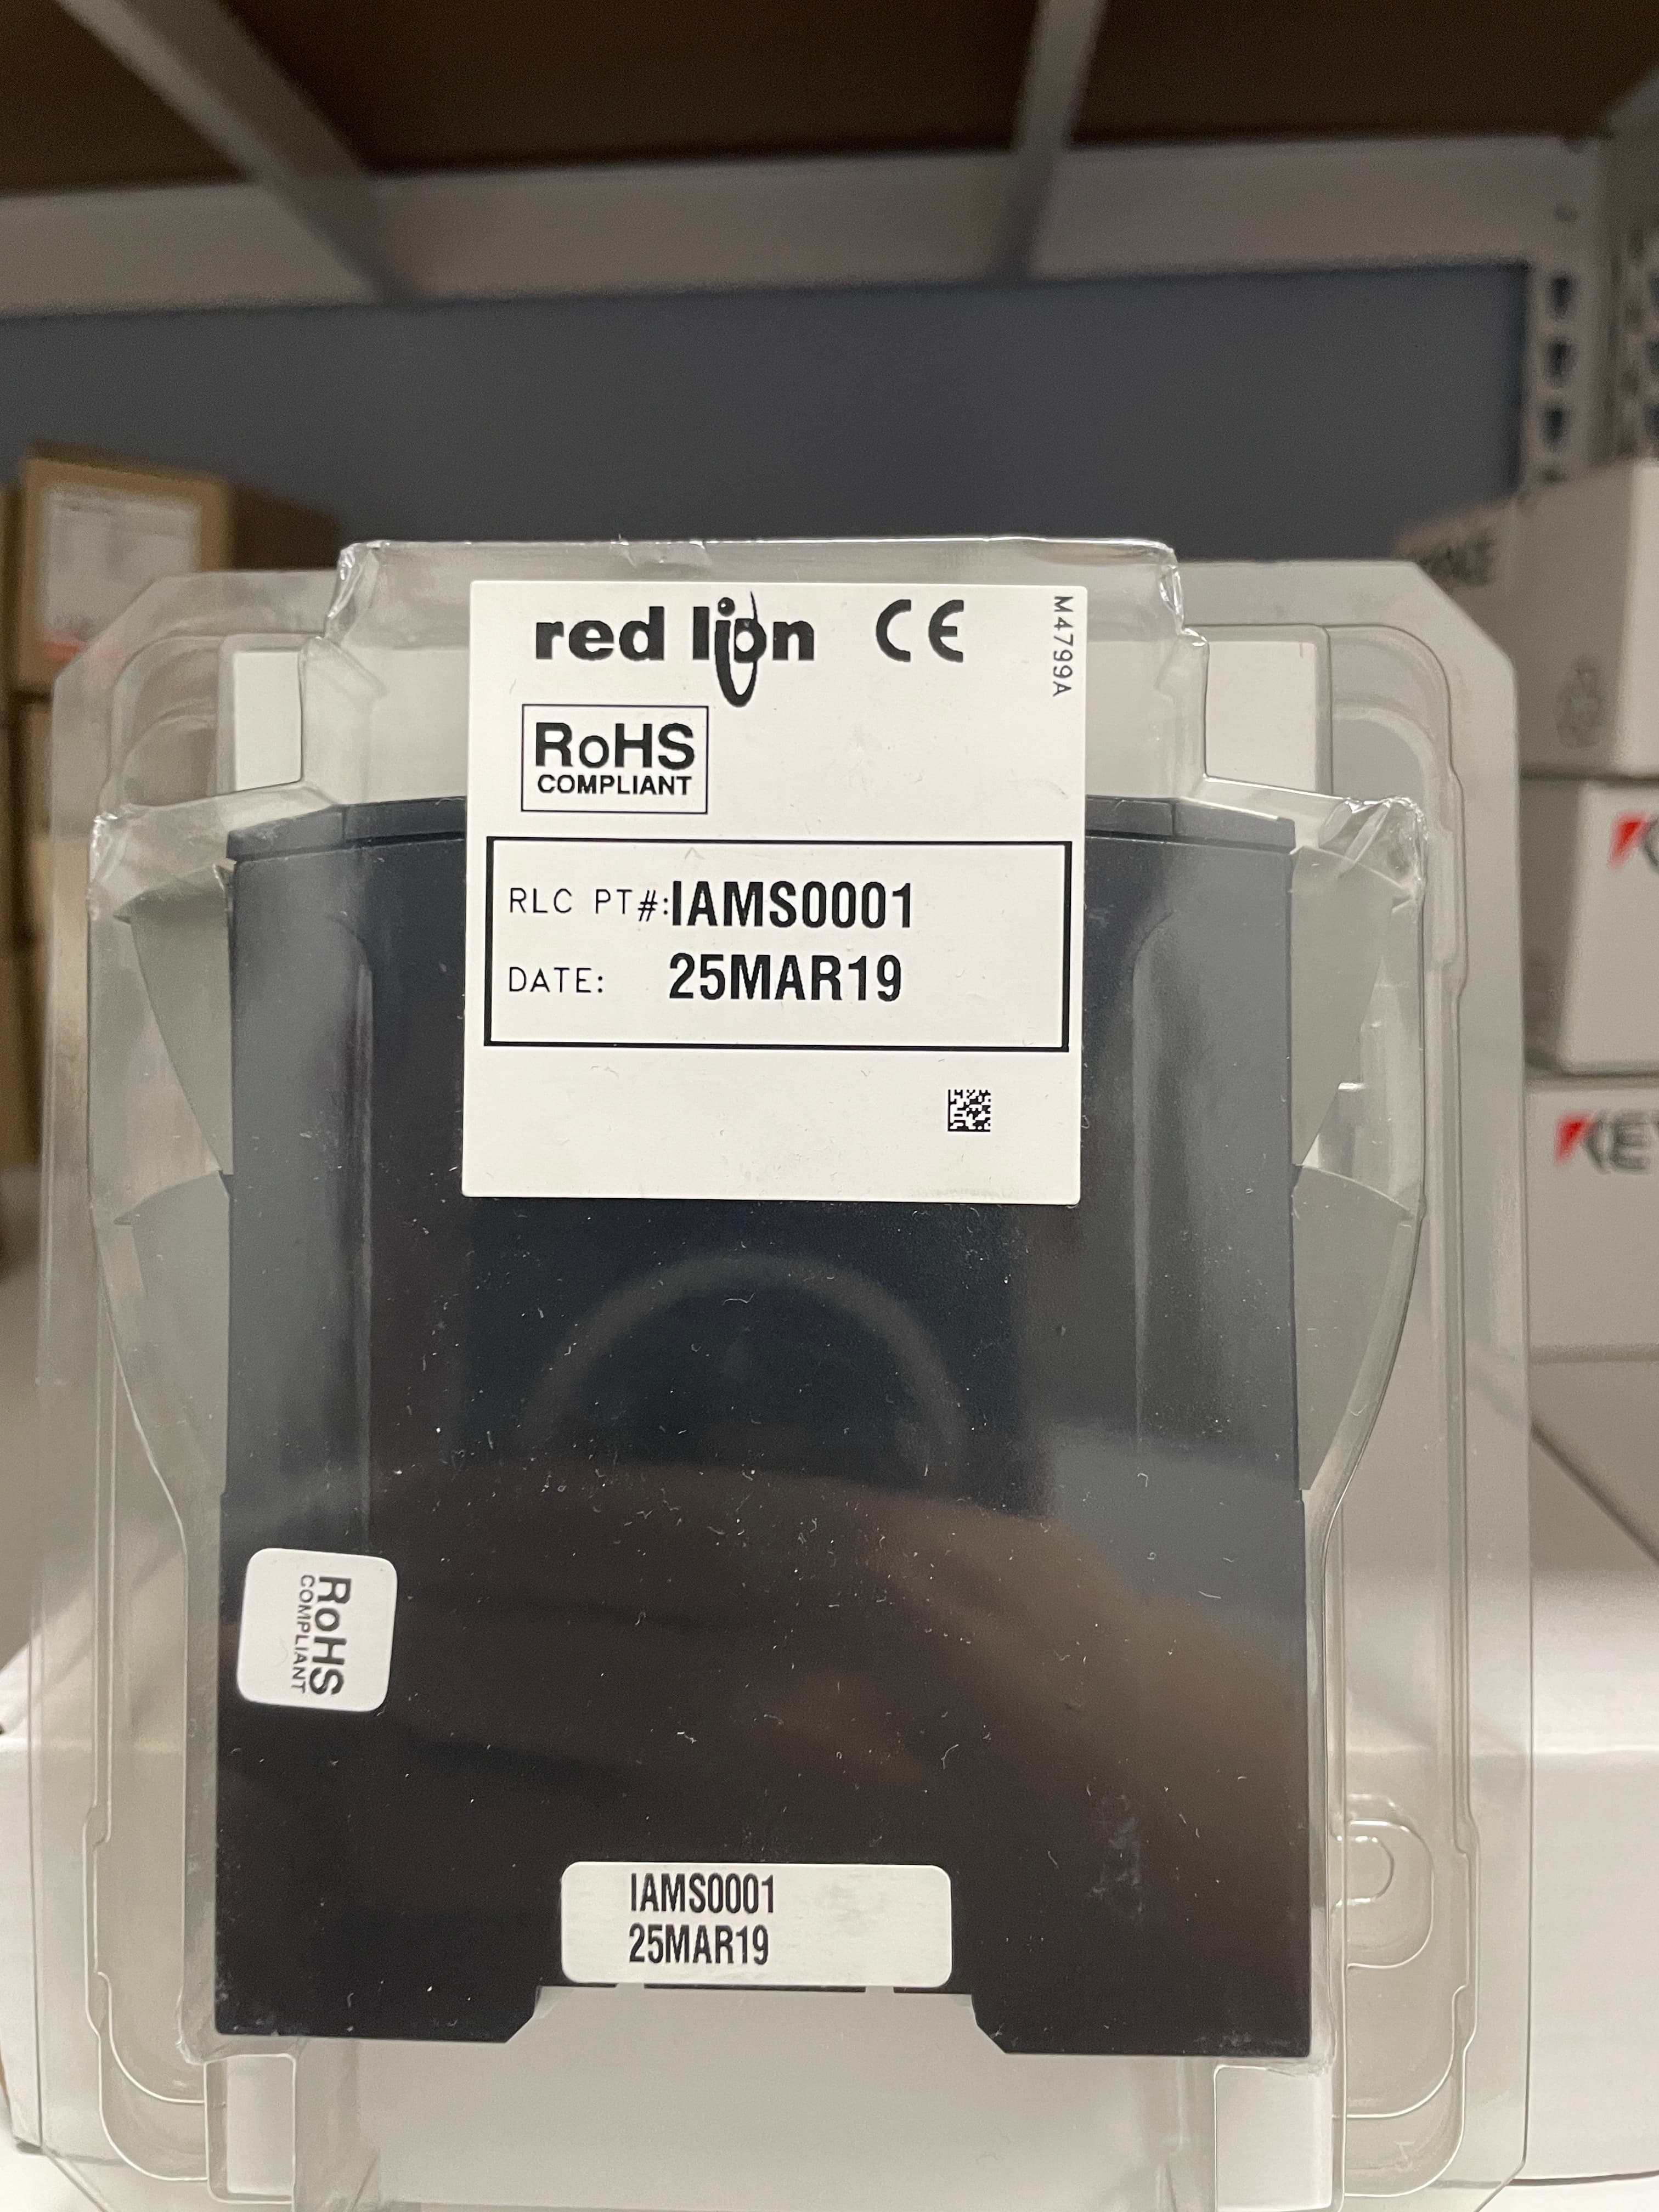 red lion CE
M4799A
RoHS
COMPLIANT
RLC PT#:IAMS0001
DATE: 25MAR19
RoHS
COMPLIANT
IAMS0001
25MAR19